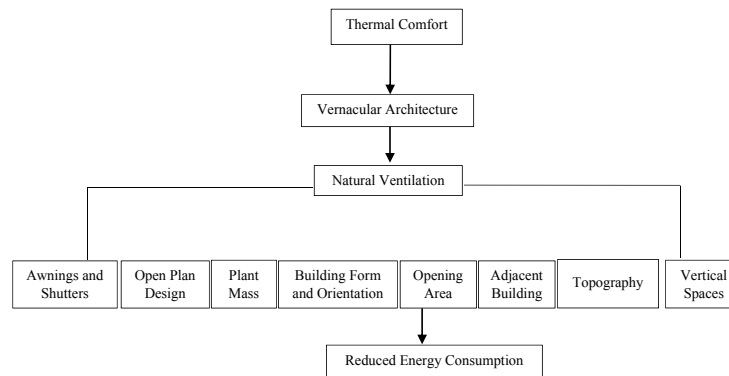 Thermal Comfort
Vernacular Architecture
Natural Ventilation
Awnings and
Shutters
Open Plan
Design
Plant
Mass
Building Form
and Orientation
Opening
Area
Adjacent
Building
Topography
Vertical
Spaces
Reduced Energy Consumption